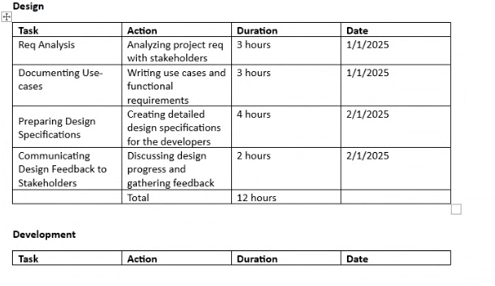 Design
Task Action Duration Date
Req Analysis Analyzing project req with stakeholders 3 hours 1/1/2025
Documenting Use-cases Writing use cases and functional requirements 3 hours 1/1/2025
Preparing Design Specifications Creating detailed design specifications for the developers 4 hours 2/1/2025
Communicating Design Feedback to Stakeholders Discussing design progress and gathering feedback 2 hours 2/1/2025
Total 12 hours
Development
Task Action Duration Date